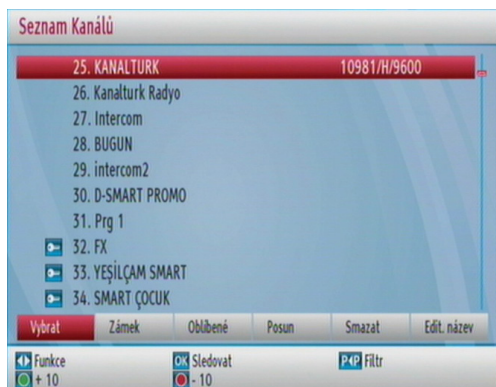 Seznam Kanálů
25. KANALTURK 10981/H/9600
26. Kanalturk Radyo
27. Intercom
28. BUGUN
29. intercom2
30. D-SMART PROMO
31. Prg 1
32. FX
33. YEŞİLÇAM SMART
34. SMART ÇOCUK
Vybrat Zámek Oblíbené Posun Smazat Edit. název
Funkce OK Sledovat P◄P Filtr
+ 10 - 10